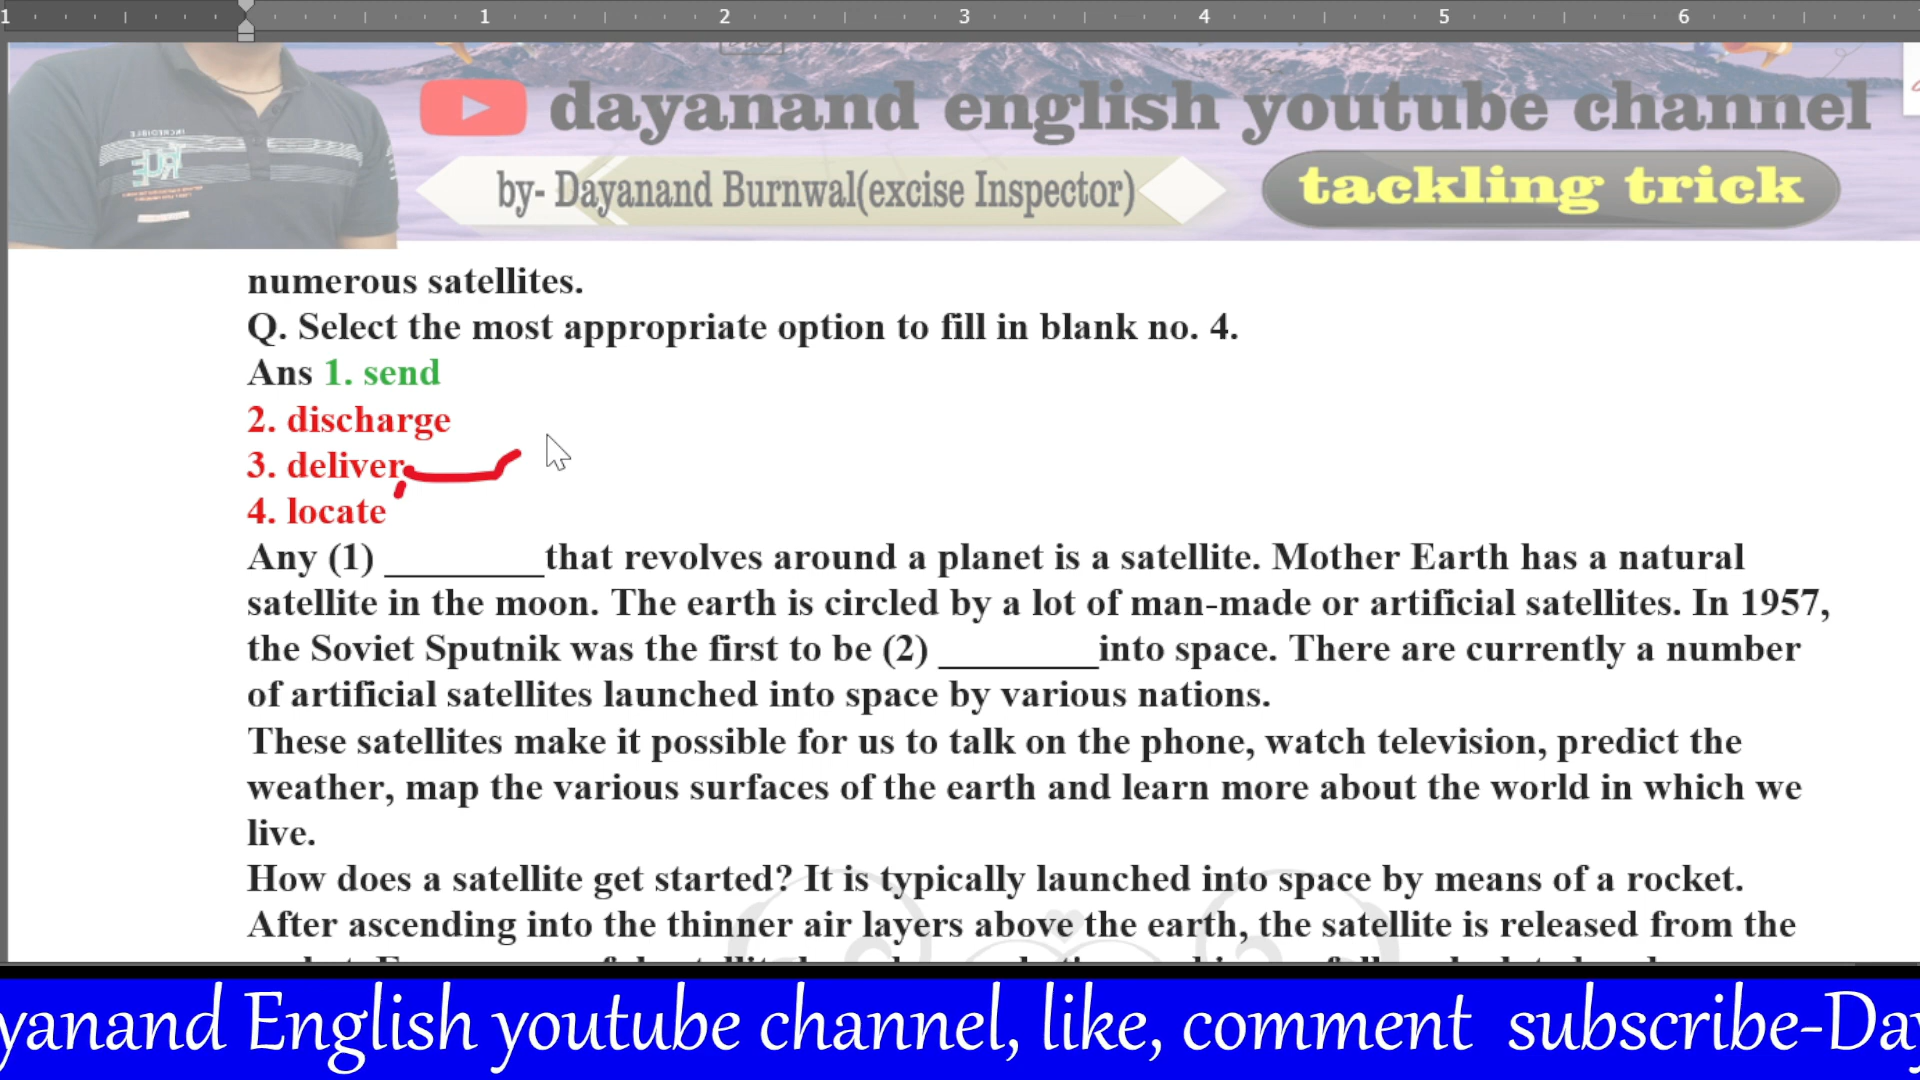 1 1 2 3 4 5 6
dayanand english youtube channel
by- Dayanand Burnwal(excise Inspector)
tackling trick
numerous satellites.
Q. Select the most appropriate option to fill in blank no. 4.
Ans 1. send
2. discharge
3. deliver
4. locate
Any (1) ________that revolves around a planet is a satellite. Mother Earth has a natural
satellite in the moon. The earth is circled by a lot of man-made or artificial satellites. In 1957,
the Soviet Sputnik was the first to be (2) ________into space. There are currently a number
of artificial satellites launched into space by various nations.
These satellites make it possible for us to talk on the phone, watch television, predict the
weather, map the various surfaces of the earth and learn more about the world in which we
live.
How does a satellite get started? It is typically launched into space by means of a rocket.
After ascending into the thinner air layers above the earth, the satellite is released from the
yanand English youtube channel, like, comment subscribe-Day